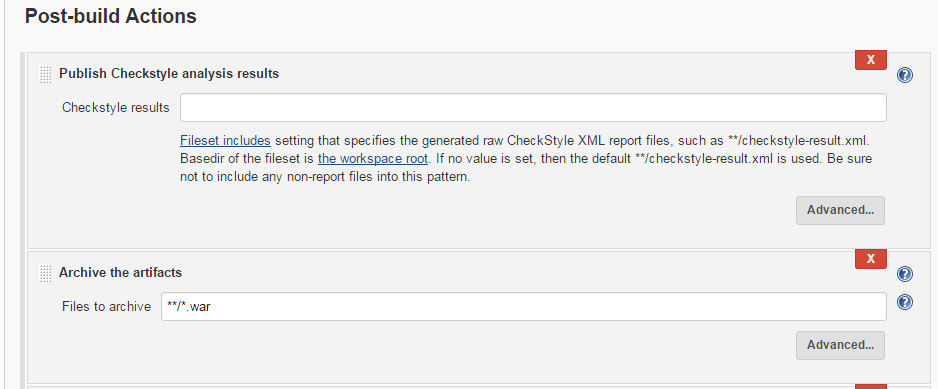 Post-build Actions
X
Publish Checkstyle analysis results
?
Checkstyle results
Fileset includes setting that specifies the generated raw CheckStyle XML report files, such as **/checkstyle-result.xml.
Basedir of the fileset is the workspace root. If no value is set, then the default **/checkstyle-result.xml is used. Be sure
not to include any non-report files into this pattern.
Advanced...
X
Archive the artifacts
?
Files to archive **/*.war
?
Advanced...